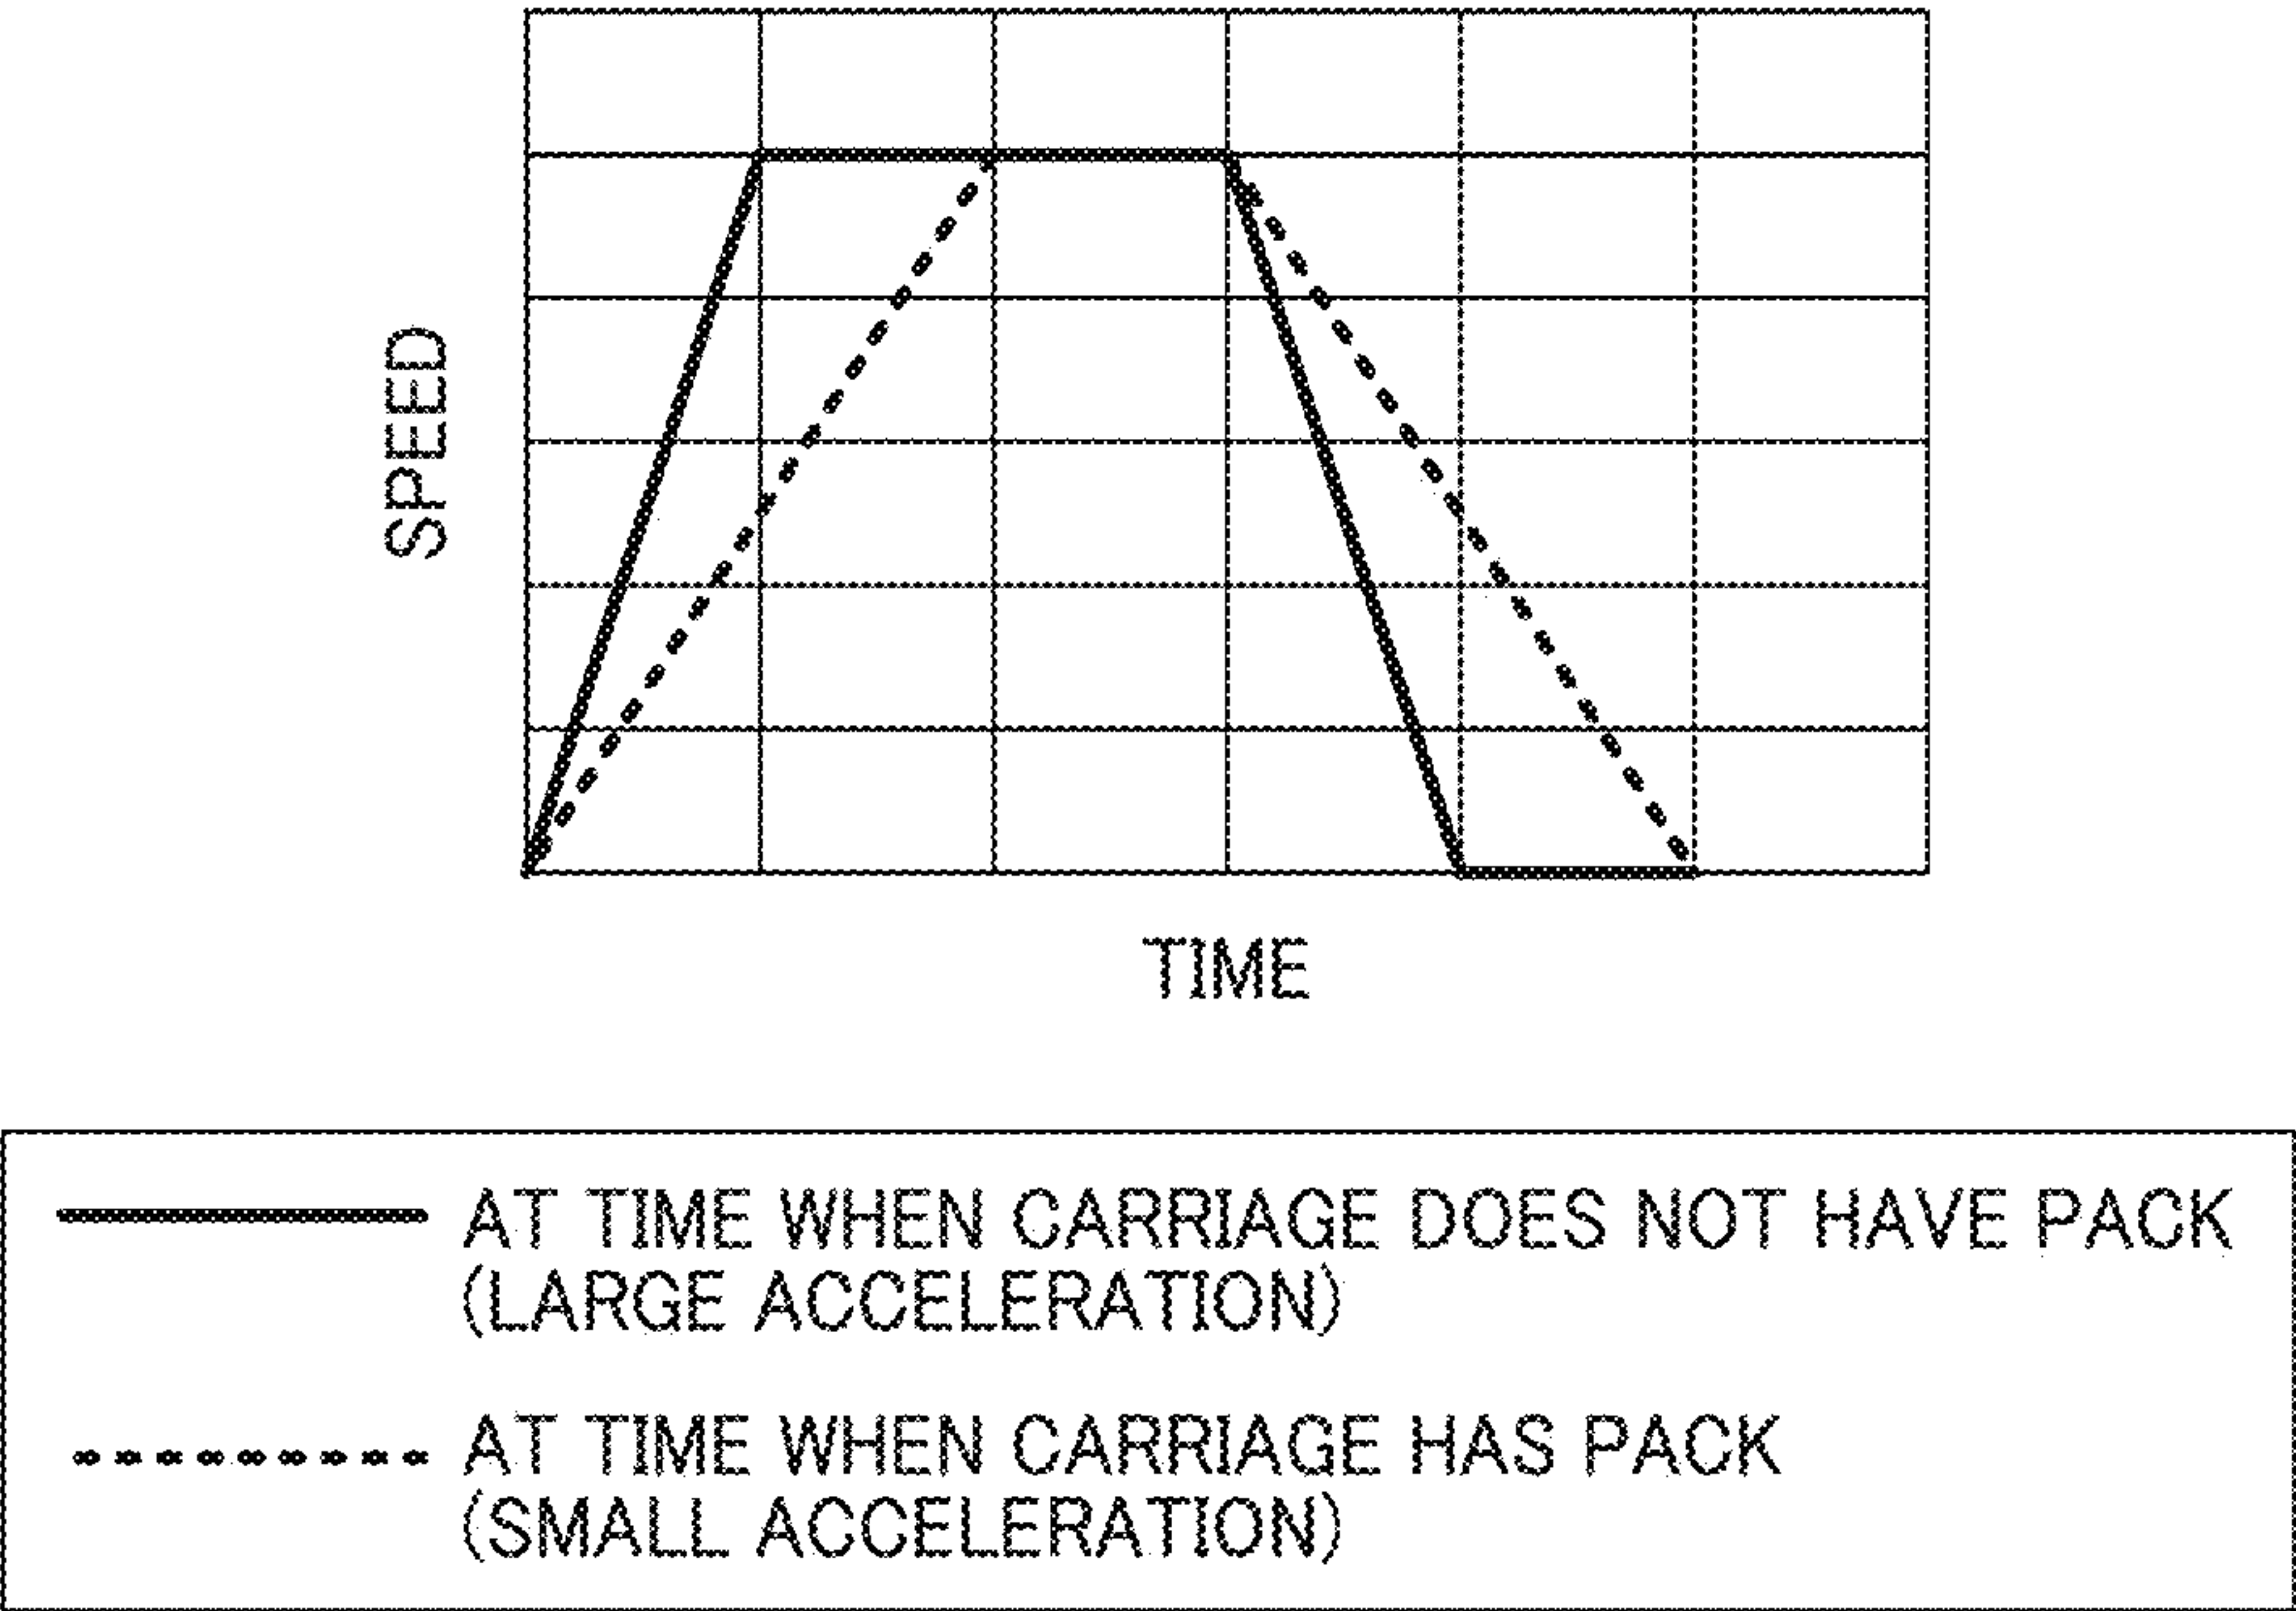 SPEED
TIME
AT TIME WHEN CARRIAGE DOES NOT HAVE PACK
(LARGE ACCELERATION)
AT TIME WHEN CARRIAGE HAS PACK
(SMALL ACCELERATION)